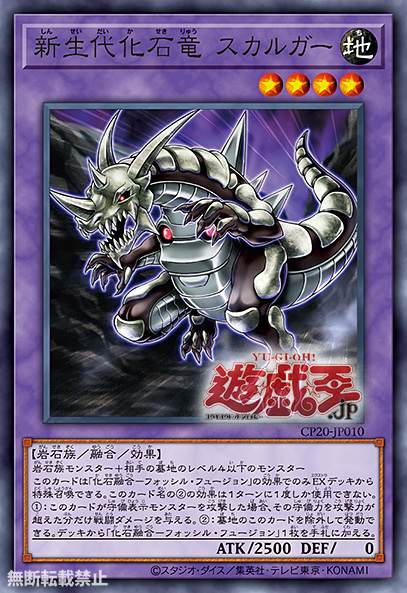 新生代化石竜 スカルガー
地
YU-GI-OH!
遊戯王
.JP
CP20-JP010
【岩石族／融合／効果】
岩石族モンスター＋相手の墓地のレベル４以下のモンスター
このカードは「化石融合－フォッシル・フュージョン」の効果でのみEXデッキから
特殊召喚できる。このカード名の②の効果は１ターンに１度しか使用できない。
①：このカードが守備表示モンスターを攻撃した場合、その守備力を攻撃力が
超えた分だけ戦闘ダメージを与える。②：墓地のこのカードを除外して発動で
きる。デッキから「化石融合－フォッシル・フュージョン」１枚を手札に加える。
ATK/2500 DEF/ 0
無断転載禁止
©スタジオ・ダイス／集英社・テレビ東京・KONAMI